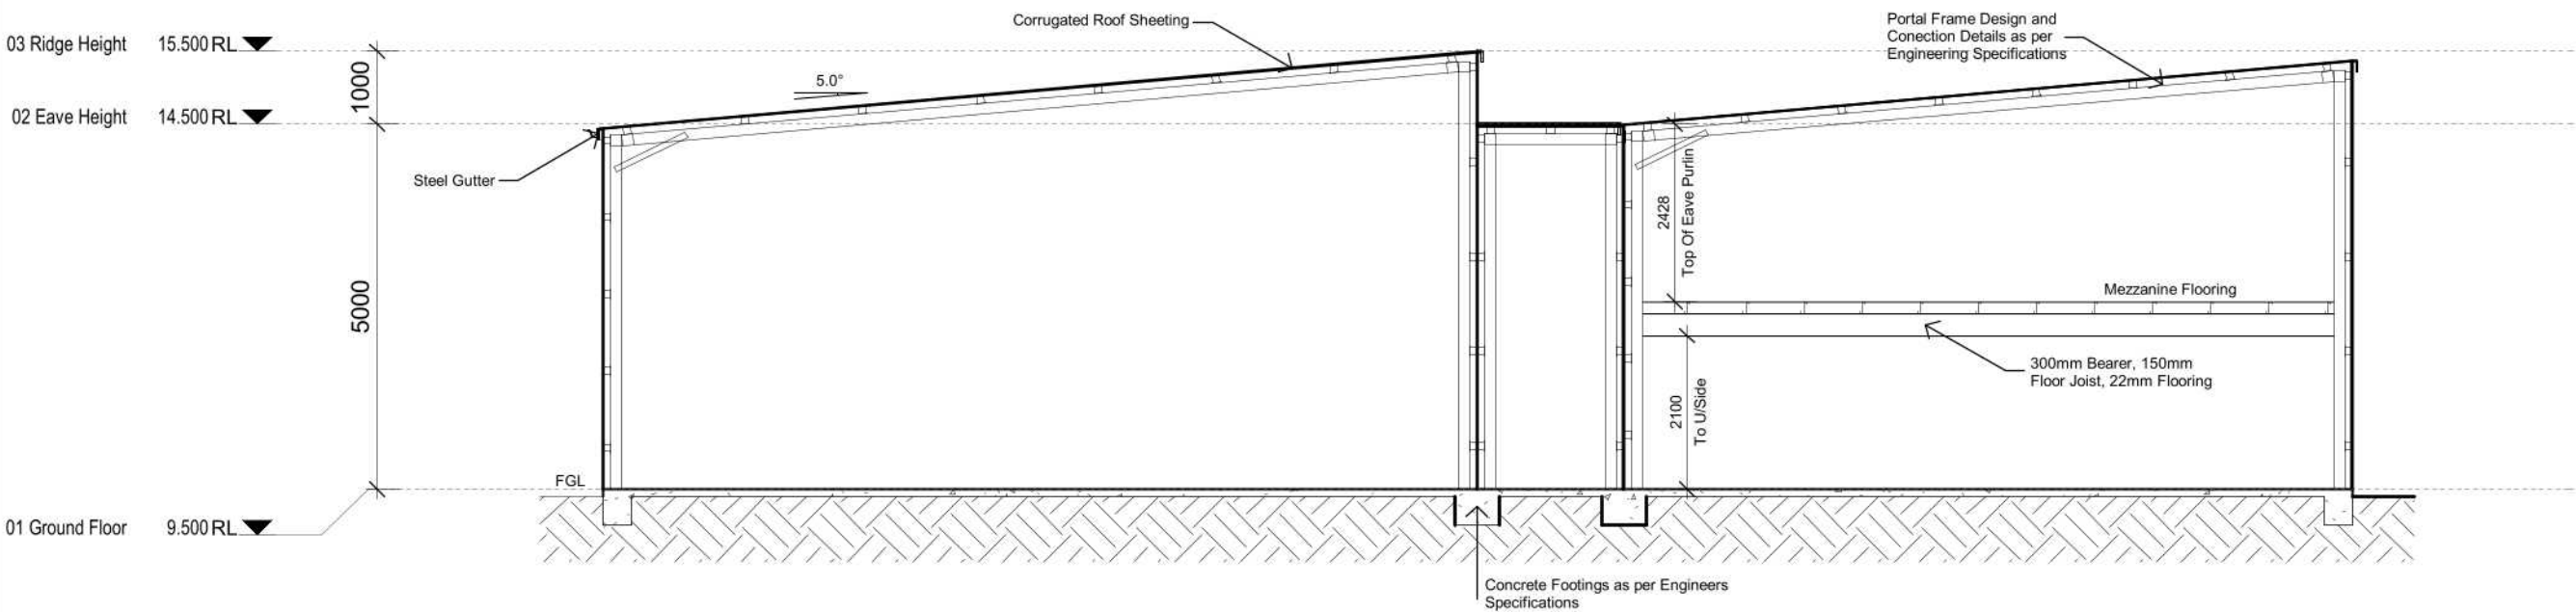 Corrugated Roof Sheeting
Portal Frame Design and
Conection Details as per
Engineering Specifications
03 Ridge Height 15.500 RL
1000
5.0°
02 Eave Height 14.500 RL
Steel Gutter
2428
Top Of Eave Purlin
5000
Mezzanine Flooring
300mm Bearer, 150mm
Floor Joist, 22mm Flooring
2100
To U/Side
FGL
01 Ground Floor 9.500 RL
Concrete Footings as per Engineers
Specifications